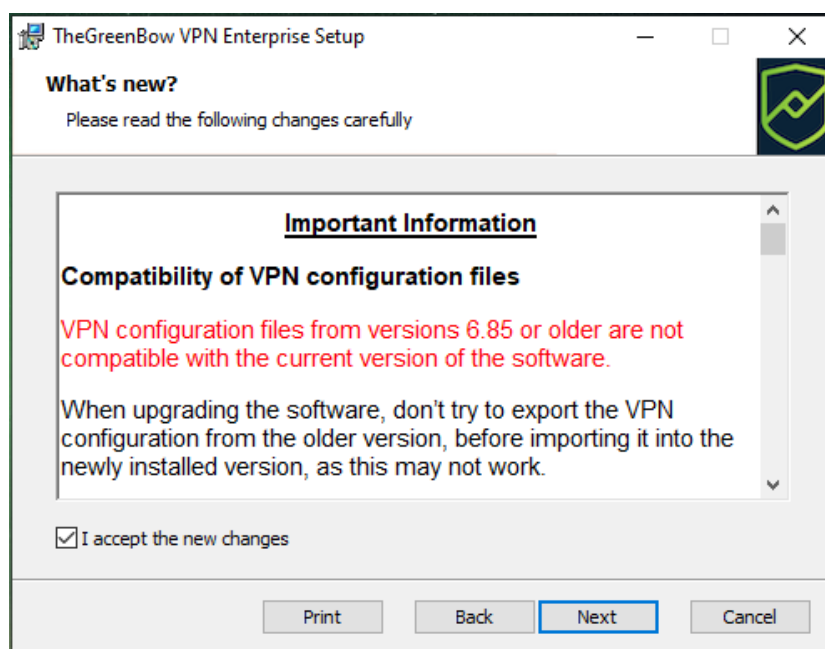 TheGreenBow VPN Enterprise Setup
What's new?
Please read the following changes carefully
Important Information
Compatibility of VPN configuration files
VPN configuration files from versions 6.85 or older are not
compatible with the current version of the software.
When upgrading the software, don't try to export the VPN
configuration from the older version, before importing it into the
newly installed version, as this may not work.
I accept the new changes
Print
Back
Next
Cancel